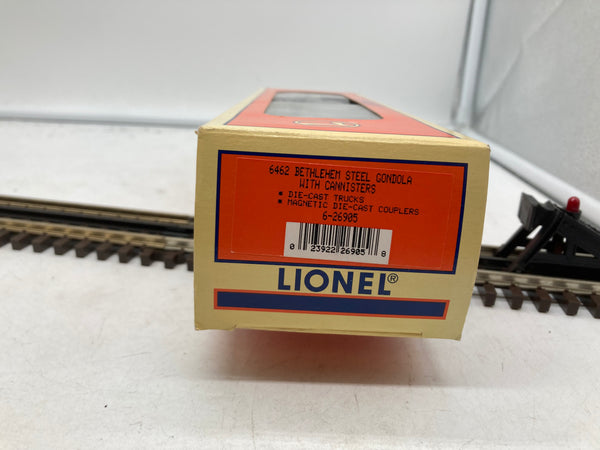 6462 BETHLEHEM STEEL GONDOLA
WITH CANNISTERS
• DIE-CAST TRUCKS
• MAGNETIC DIE-CAST COUPLERS
6-26905
0 23922 26905 8
LIONEL®